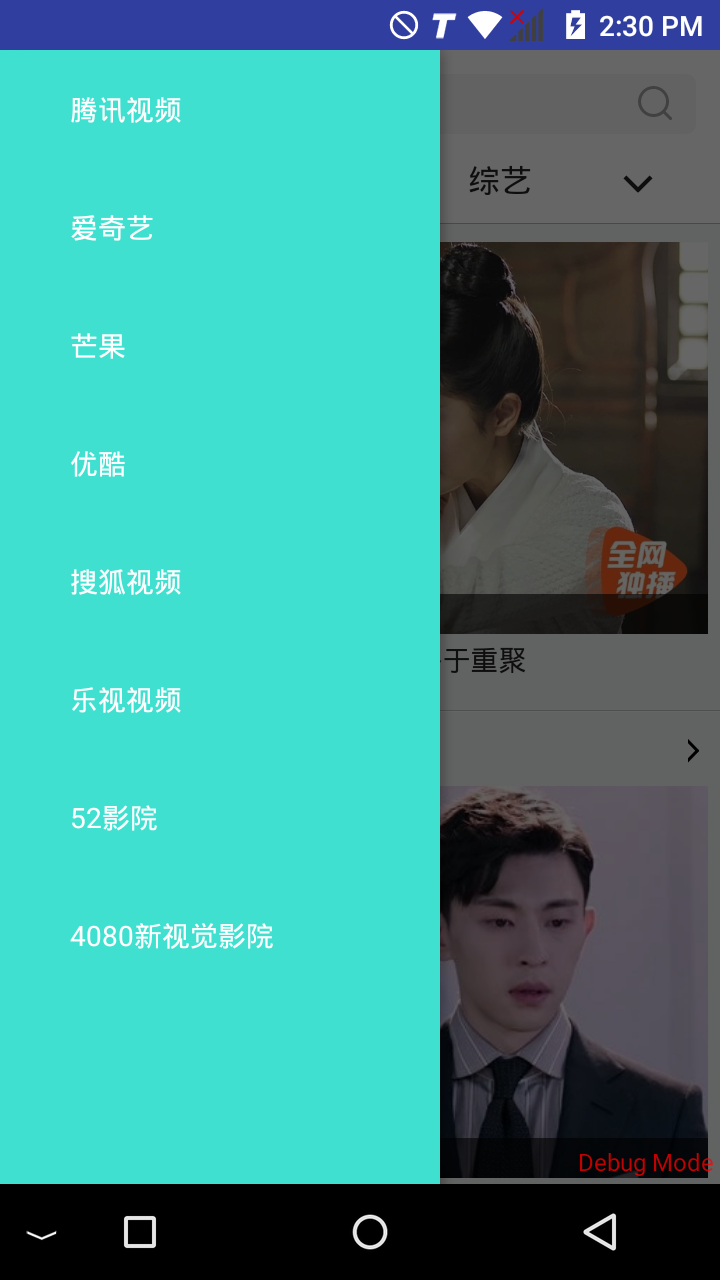 2:30 PM
腾讯视频
爱奇艺
综艺
芒果
优酷
全网
独播
搜狐视频
于重聚
乐视视频
52影院
4080新视觉影院
Debug Mode